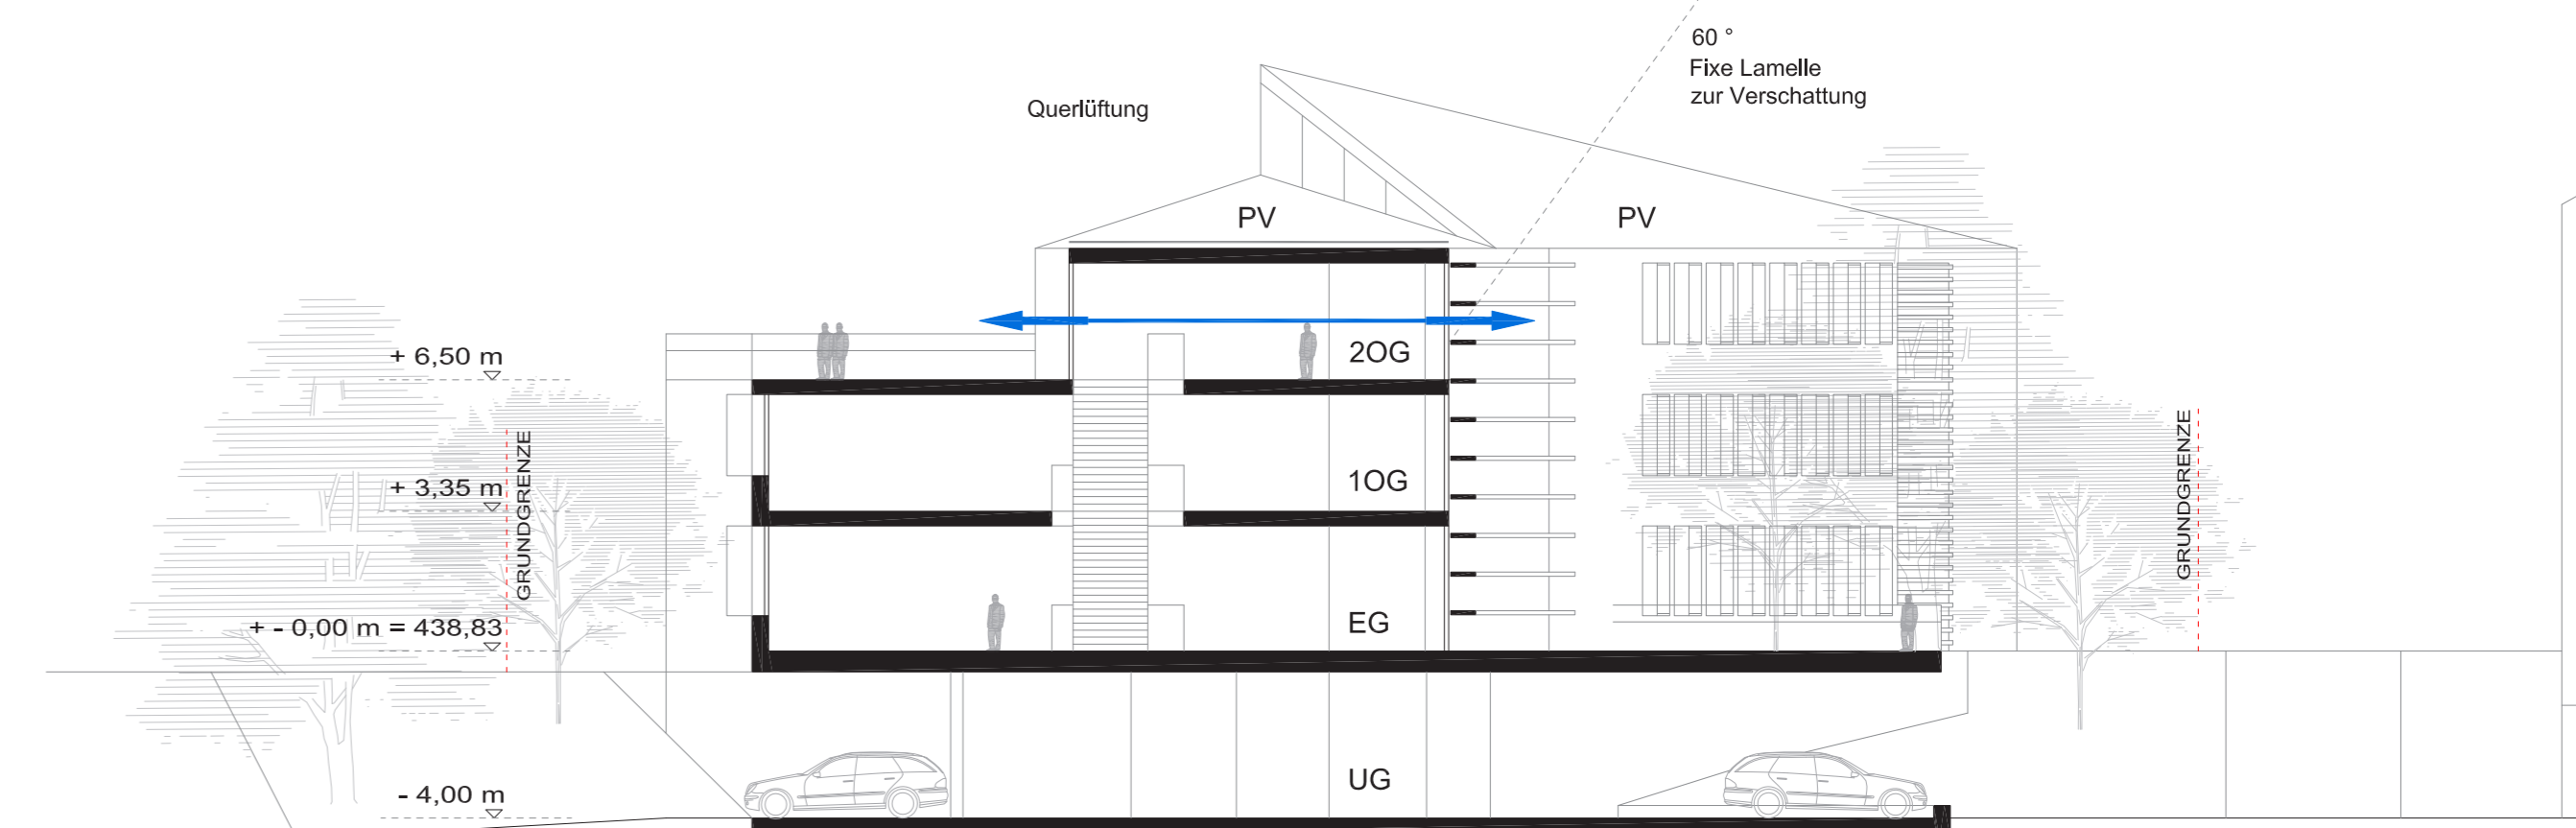 60 °
Fixe Lamelle
zur Verschattung
Querlüftung
PV
PV
+ 6,50 m
2OG
+ 3,35 m
1OG
GRUNDGRENZE
GRUNDGRENZE
+ - 0,00 m = 438,83
EG
- 4,00 m
UG